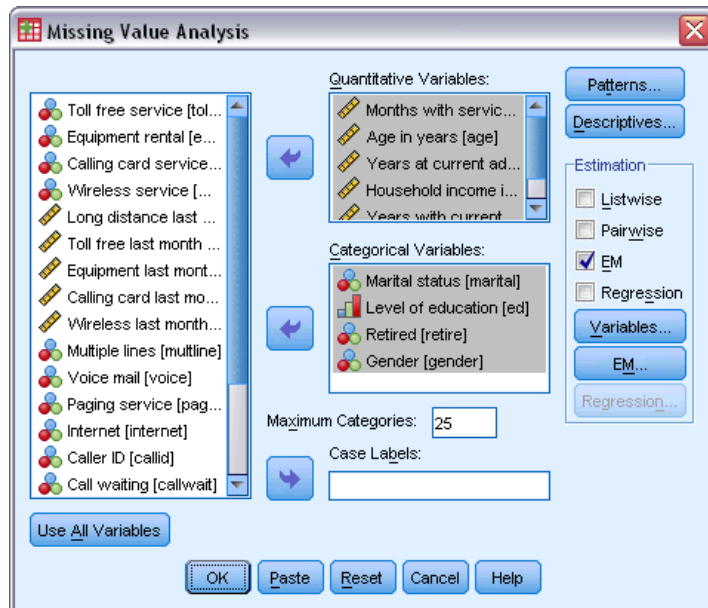 Missing Value Analysis
Toll free service [tol...
Equipment rental [e...
Calling card service...
Wireless service [...
Long distance last ...
Toll free last month ...
Equipment last mont...
Calling card last mo...
Wireless last month...
Multiple lines [multline]
Voice mail [voice]
Paging service [pag...
Internet [internet]
Caller ID [callid]
Call waiting [callwait]
Use All Variables
Quantitative Variables:
Months with servic...
Age in years [age]
Years at current ad...
Household income i...
Years with current
Categorical Variables:
Marital status [marital]
Level of education [ed]
Retired [retire]
Gender [gender]
Maximum Categories: 25
Case Labels:
Patterns...
Descriptives...
Estimation
Listwise
Pairwise
EM
Regression
Variables...
EM...
Regression...
OK Paste Reset Cancel Help